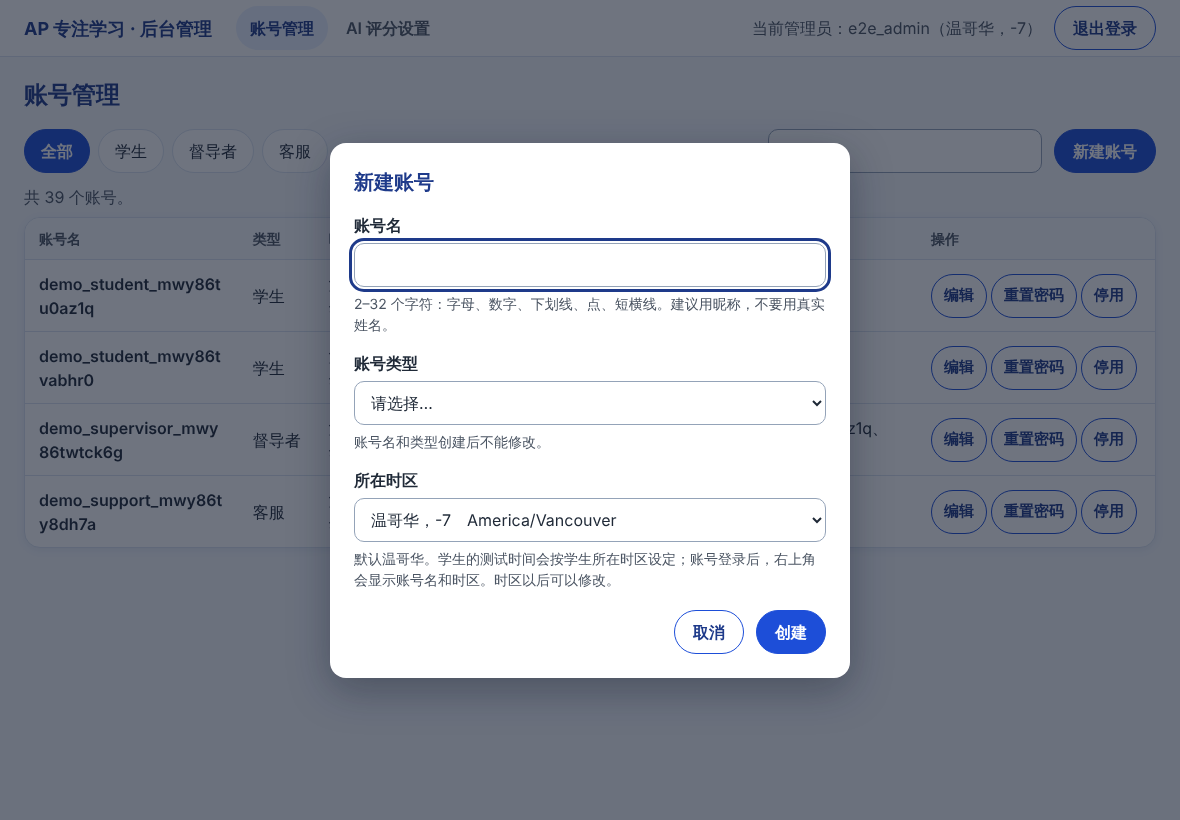 AP 专注学习 · 后台管理
账号管理
AI 评分设置
当前管理员：e2e_admin（温哥华，-7）
退出登录
账号管理
全部
学生
督导者
客服
新建账号
共 39 个账号。
账号名
类型
操作
demo_student_mwy86t
u0az1q
学生
编辑
重置密码
停用
demo_student_mwy86t
vabhr0
学生
编辑
重置密码
停用
demo_supervisor_mwy
86twtck6g
督导者
z1q、
编辑
重置密码
停用
demo_support_mwy86t
y8dh7a
客服
编辑
重置密码
停用
新建账号
账号名
2–32 个字符：字母、数字、下划线、点、短横线。建议用昵称，不要用真实
姓名。
账号类型
请选择…
账号名和类型创建后不能修改。
所在时区
温哥华，-7 America/Vancouver
默认温哥华。学生的测试时间会按学生所在时区设定；账号登录后，右上角
会显示账号名和时区。时区以后可以修改。
取消
创建